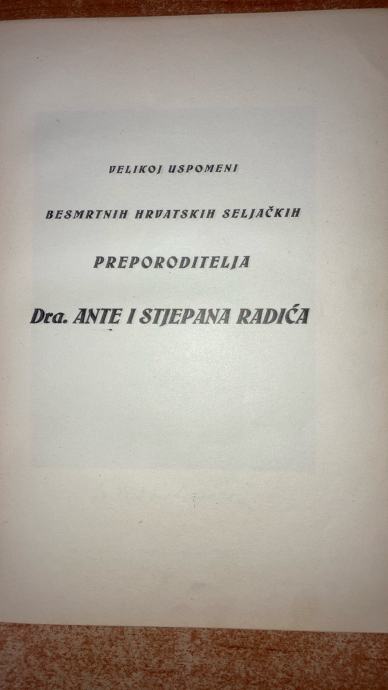 VELIKOJ USPOMENI
BESMRTNIH HRVATSKIH SELJAČKIH
PREPORODITELJA
Dra. ANTE I STJEPANA RADIĆA